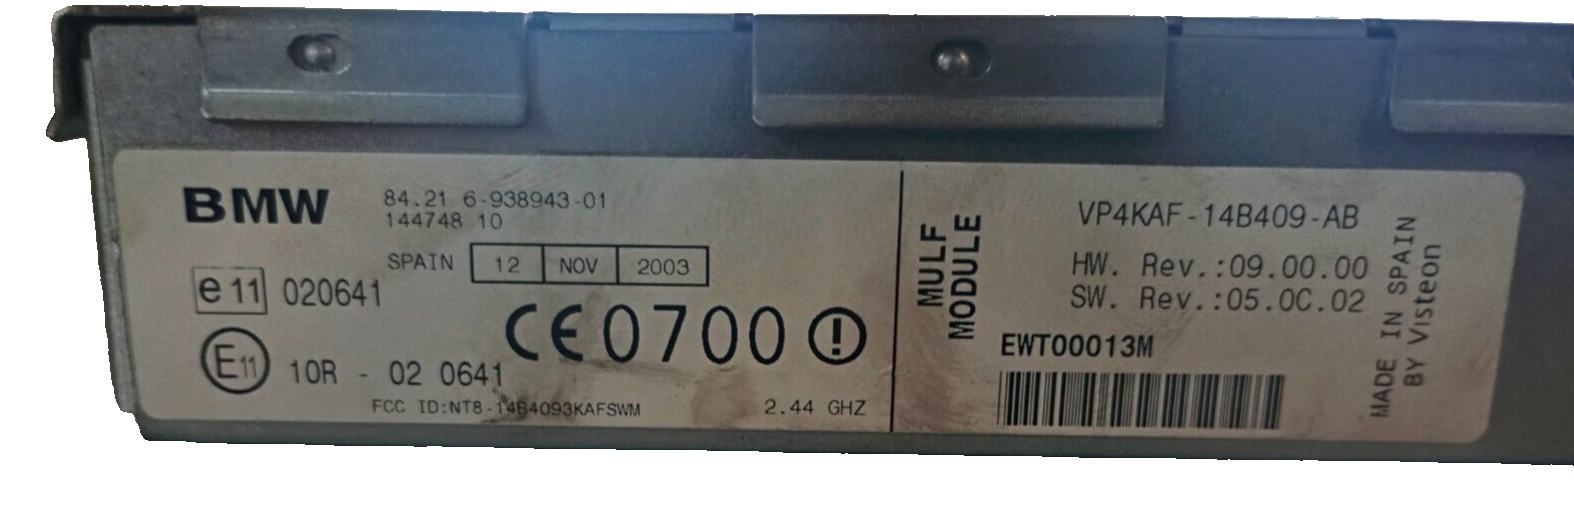 BMW
84.21 6-938943-01
144748 10
SPAIN 12 NOV 2003
e 11 020641
CE 0700
E 11 10R - 02 0641
FCC ID:NT8-14B4093KAFSWM 2.44 GHZ
MULF
MODULE
VP4KAF-14B409-AB
HW. Rev.:09.00.00
SW. Rev.:05.0C.02
EWT00013M
MADE IN SPAIN
BY Visteon